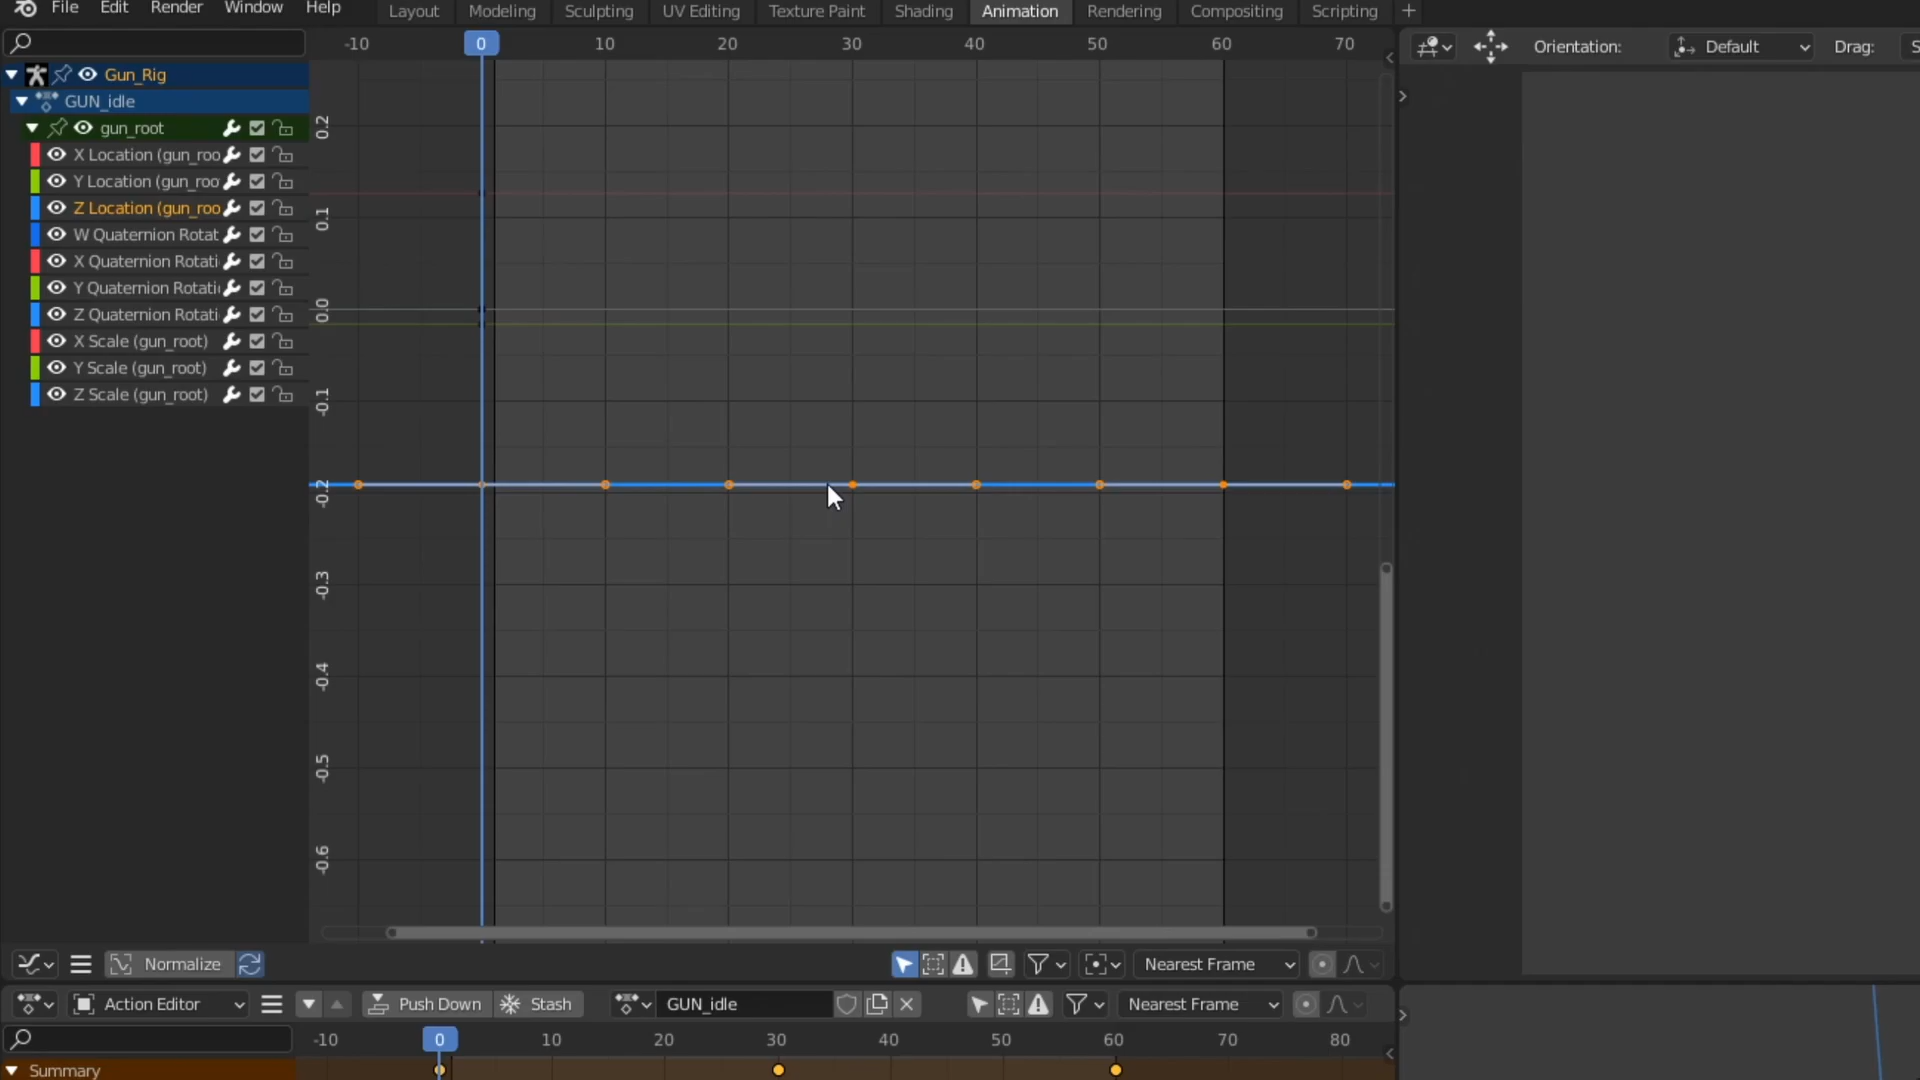 File Edit Render Window Help Layout Modeling Sculpting UV Editing Texture Paint Shading Animation Rendering Compositing Scripting +
-10 0 10 20 30 40 50 60 70
Orientation: Default Drag: S
Gun_Rig
GUN_idle
gun_root
X Location (gun_roo
Y Location (gun_roo
Z Location (gun_roo
W Quaternion Rotat
X Quaternion Rotati
Y Quaternion Rotati
Z Quaternion Rotati
X Scale (gun_root)
Y Scale (gun_root)
Z Scale (gun_root)
0.2
0.1
0.0
-0.1
-0.2
-0.3
-0.4
-0.5
-0.6
Normalize Nearest Frame
Action Editor Push Down Stash GUN_idle Nearest Frame
-10 0 10 20 30 40 50 60 70 80
Summary